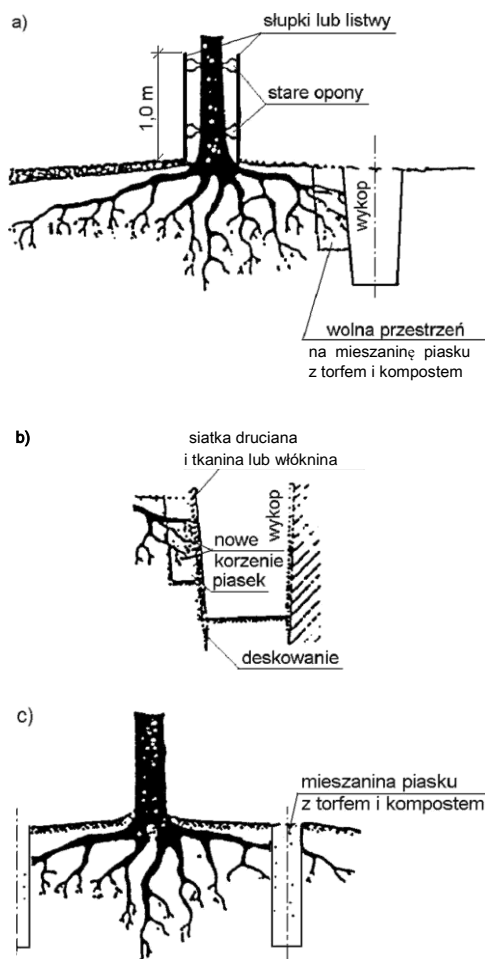 a)
słupki lub listwy
1,0 m
stare opony
wykop
wolna przestrzeń
na mieszaninę piasku
z torfem i kompostem
b)
siatka druciana
i tkanina lub włóknina
wykop
nowe
korzenie
piasek
deskowanie
c)
mieszanina piasku
z torfem i kompostem